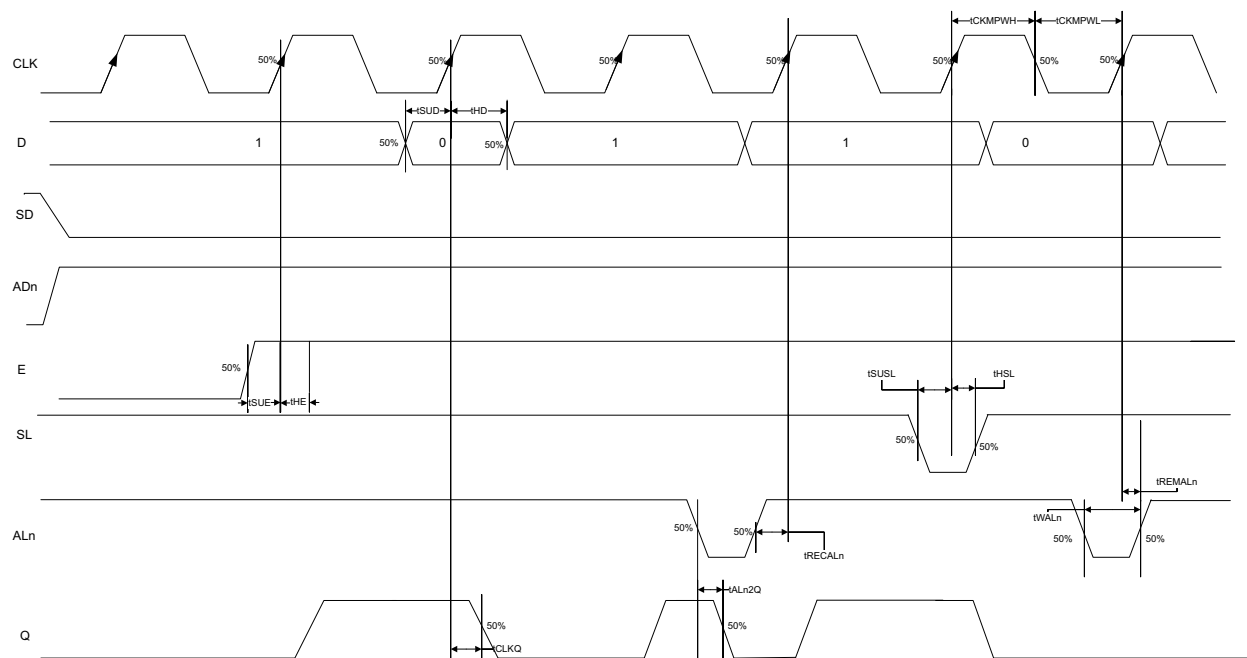 tCKMPWH
tCKMPWL
CLK
50%
50%
50%
50%
50%
50%
50%
tSUD
tHD
D
1
50%
0
50%
1
1
0
SD
ADn
E
50%
tSUE
tHE
tSUSL
tHSL
SL
50%
50%
tREMALn
tWALn
ALn
50%
50%
50%
50%
tRECALn
tALn2Q
Q
50%
50%
tCLKQ